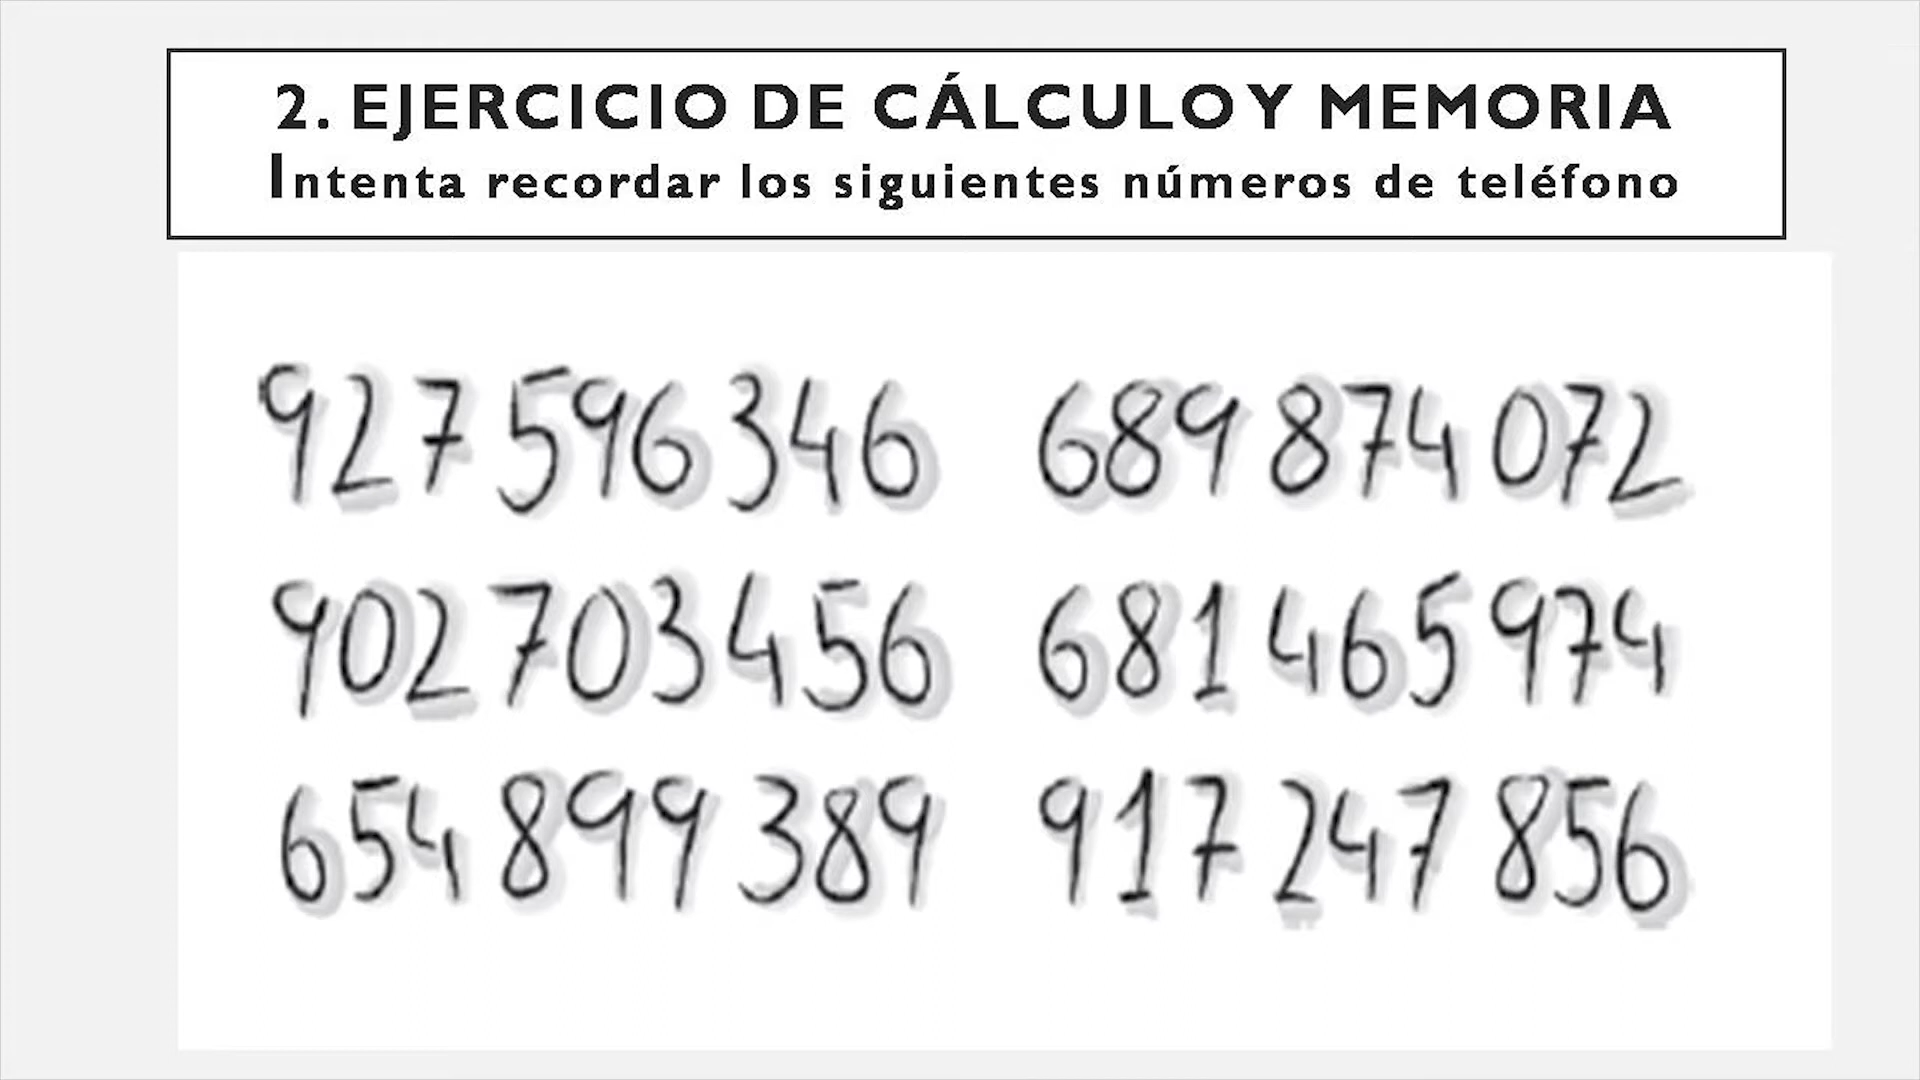 2. EJERCICIO DE CÁLCULO Y MEMORIA
Intenta recordar los siguientes números de teléfono
927 596 346 689 874 072
902 703 456 681 465 974
654 899 389 917 247 856